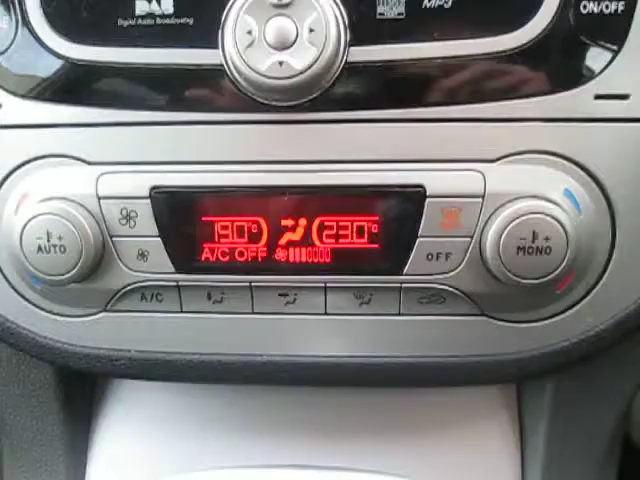 DAB
Digital Audio Broadcasting
MP3
ON/OFF
19.0°C
23.0°C
A/C OFF
AUTO
MONO
OFF
A/C